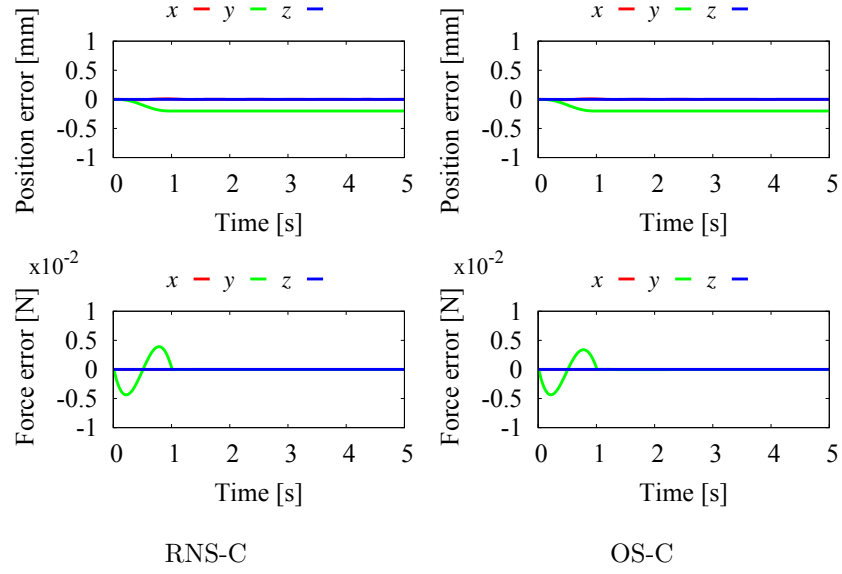 x y z
Position error [mm]
1
0.5
0
-0.5
-1
0 1 2 3 4 5
Time [s]
x y z
Position error [mm]
1
0.5
0
-0.5
-1
0 1 2 3 4 5
Time [s]
x10-2
x y z
Force error [N]
1
0.5
0
-0.5
-1
0 1 2 3 4 5
Time [s]
RNS-C
x10-2
x y z
Force error [N]
1
0.5
0
-0.5
-1
0 1 2 3 4 5
Time [s]
OS-C